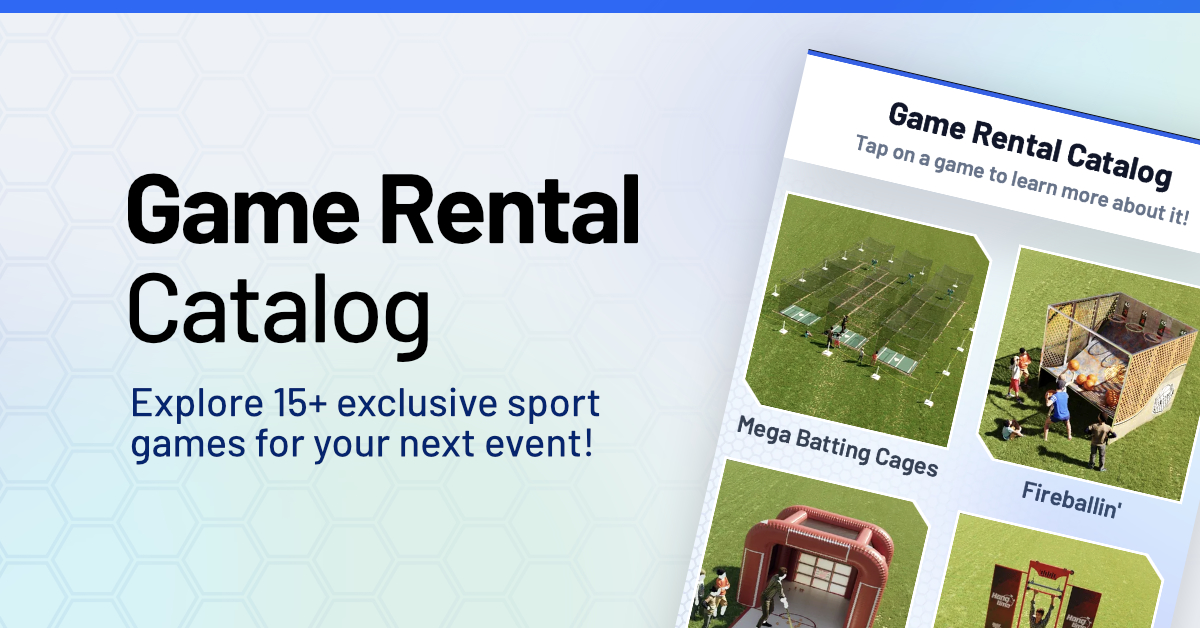 Game Rental
Catalog
Explore 15+ exclusive sport
games for your next event!
Game Rental Catalog
Tap on a game to learn more about it!
Mega Batting Cages
Fireballin'